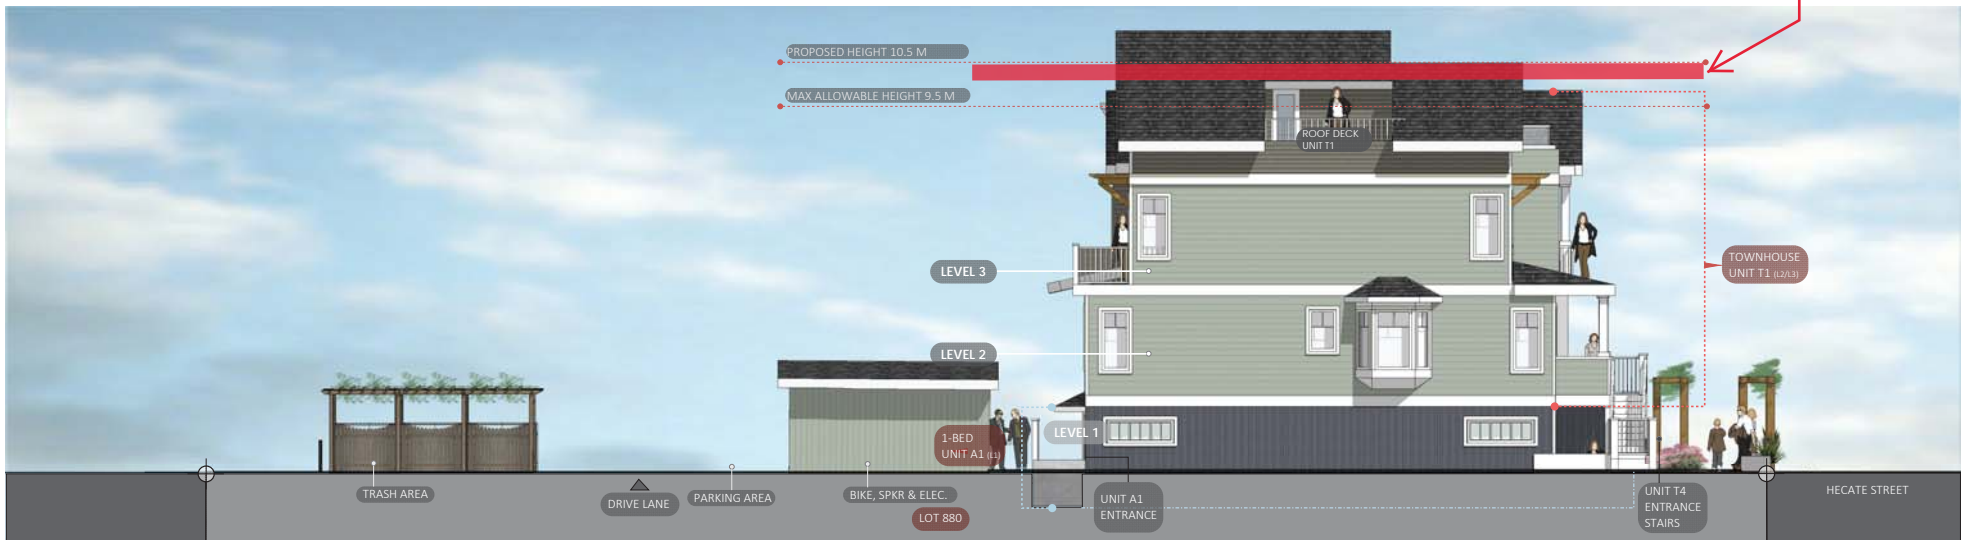 PROPOSED HEIGHT 10.5 M
MAX ALLOWABLE HEIGHT 9.5 M
ROOF DECK
UNIT T1
LEVEL 3
TOWNHOUSE
UNIT T1 (L2/L3)
LEVEL 2
LEVEL 1
1-BED
UNIT A1 (L1)
TRASH AREA
DRIVE LANE
PARKING AREA
BIKE, SPKR & ELEC.
LOT 880
UNIT A1
ENTRANCE
UNIT T4
ENTRANCE
STAIRS
HECATE STREET